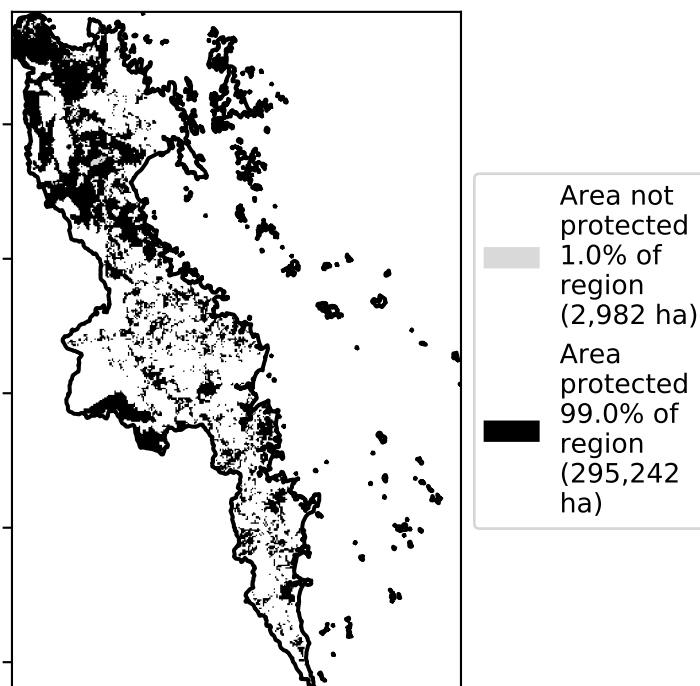 Area not
protected
1.0% of
region
(2,982 ha)
Area
protected
99.0% of
region
(295,242
ha)